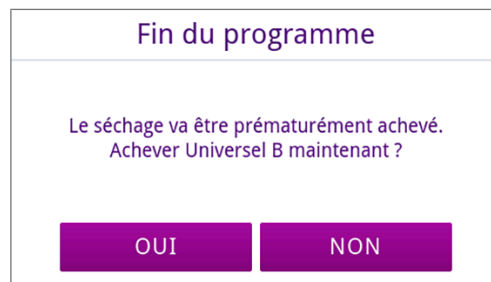 Fin du programme
Le séchage va être prématurément achevé.
Achever Universel B maintenant ?
OUI
NON